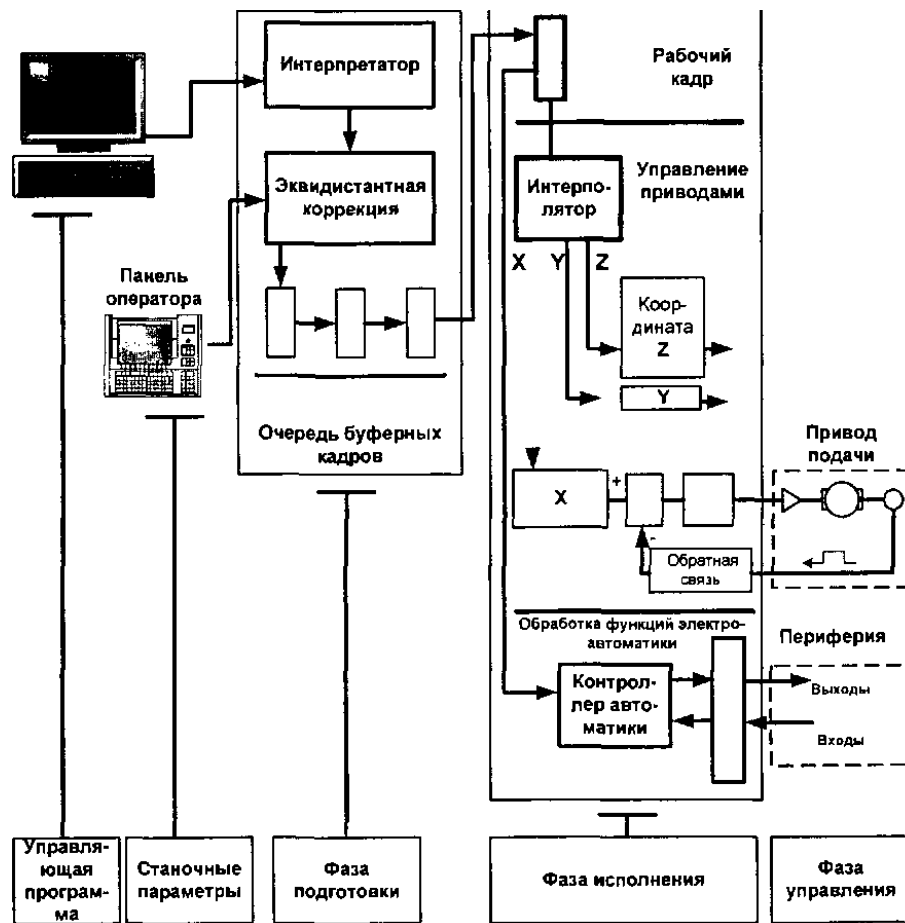 Интерпретатор
Эквидистантная
коррекция
Панель
оператора
Очередь буферных
кадров
Рабочий
кадр
Управление
приводами
Интерпо-
лятор
X Y Z
Коор-
дината
Z
Y
X
+
-
Обратная
связь
Привод
подачи
Обработка функций электро-
автоматики
Контрол-
лер авто-
матики
Периферия
Выходы
Входы
Управля-
ющая
програм-
ма
Станочные
параметры
Фаза
подготовки
Фаза исполнения
Фаза
управления